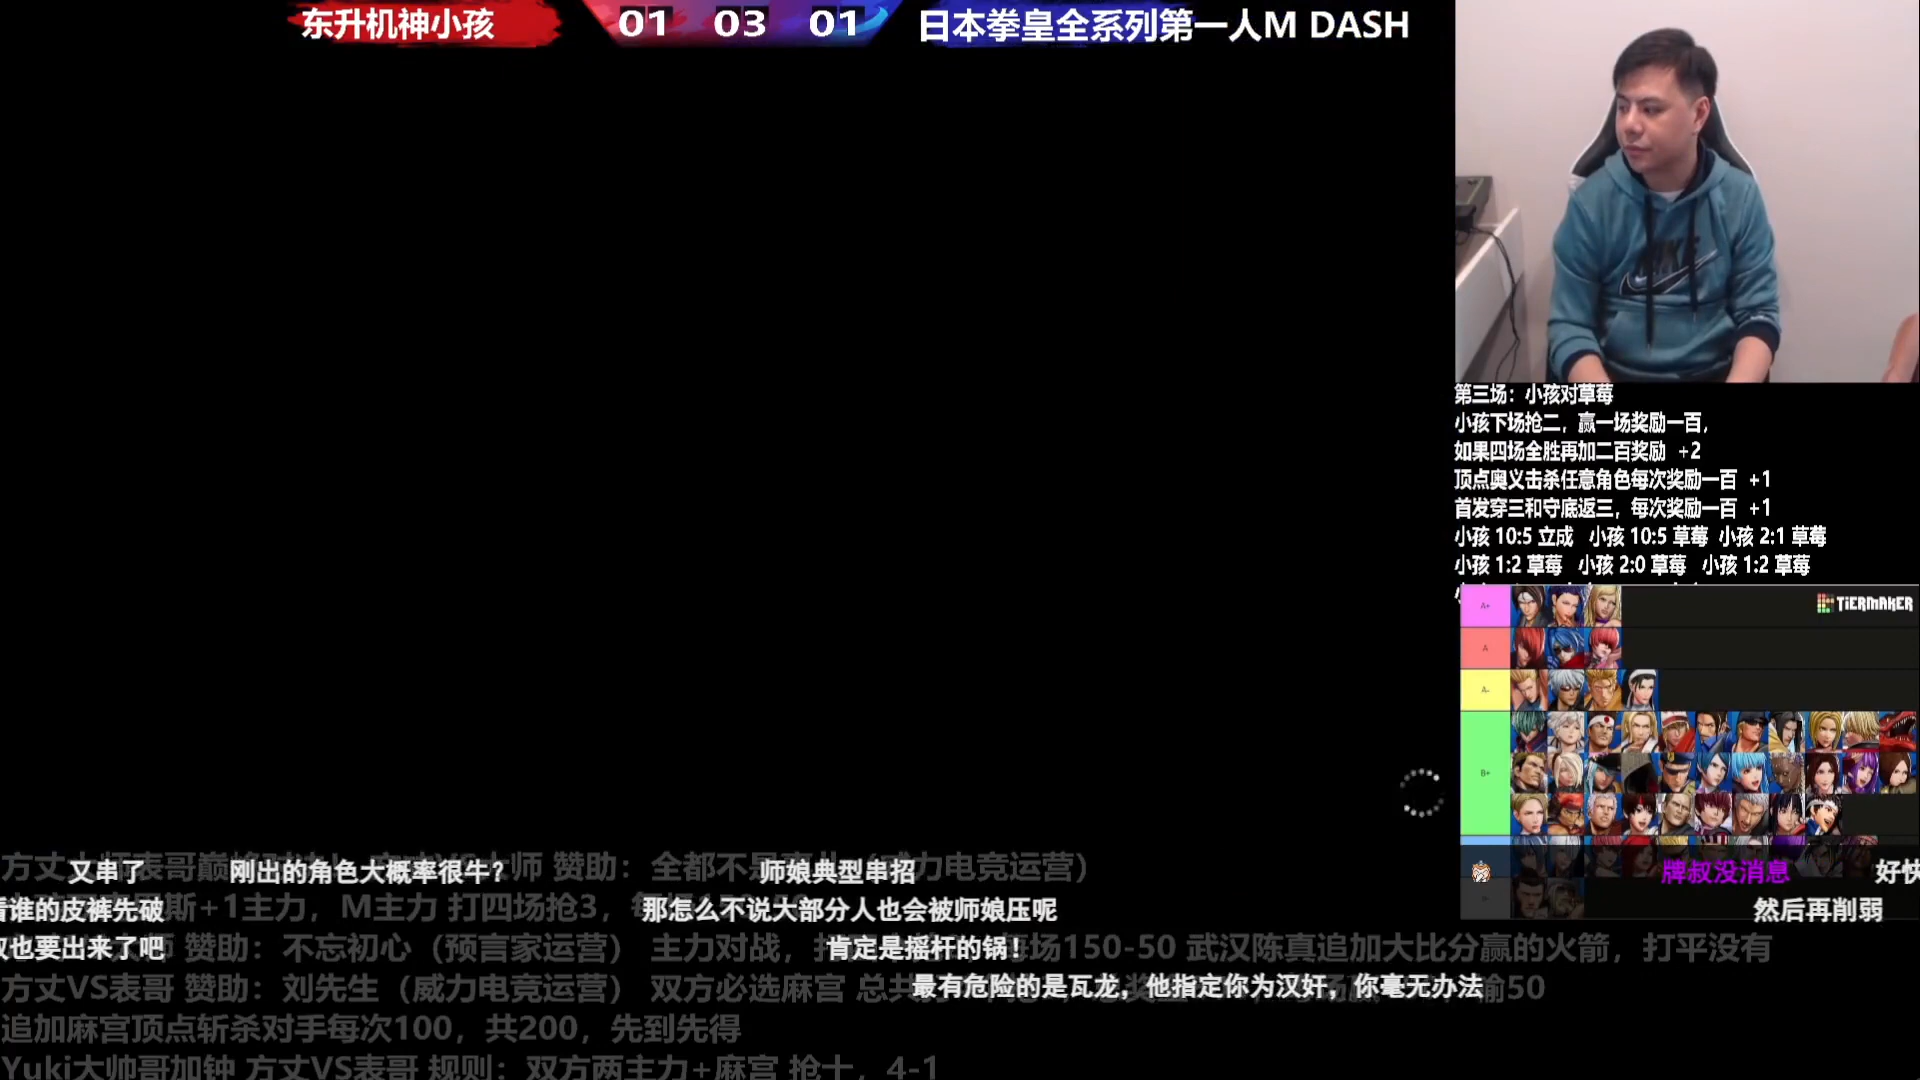 东升机神小孩
01 03 01
日本拳皇全系列第一人M DASH
第三场：小孩对草莓
小孩下场抢二，赢一场奖励一百，
如果四场全胜再加二百奖励 +2
顶点奥义击杀任意角色每次奖励一百 +1
首发穿三和守底返三，每次奖励一百 +1
小孩 10:5 立成 小孩 10:5 草莓 小孩 2:1 草莓
小孩 1:2 草莓 小孩 2:0 草莓 小孩 1:2 草莓
TiERMAKER
A+
A
A-
B+
又串了
刚出的角色大概率很牛?
师娘典型串招
牌叔没消息
好快
谁的皮裤先破
那怎么不说大部分人也会被师娘压呢
然后再削弱
也要出来了吧
肯定是摇杆的锅！
最有危险的是瓦龙，他指定你为汉奸，你毫无办法
大师 赞助：全都不是
电竞运营）
斯+1主力，M主力 打四场抢3，
大师 赞助：不忘初心（预言家运营） 主力对战，
每场150-50 武汉陈真追加大比分赢的火箭，打平没有
方丈VS表哥 赞助：刘先生（威力电竞运营） 双方必选麻宫 总共
输50
追加麻宫顶点斩杀对手每次100，共200，先到先得
Yuki大帅哥加钟 方丈VS表哥 规则：双方两主力+麻宫 抢十，4-1